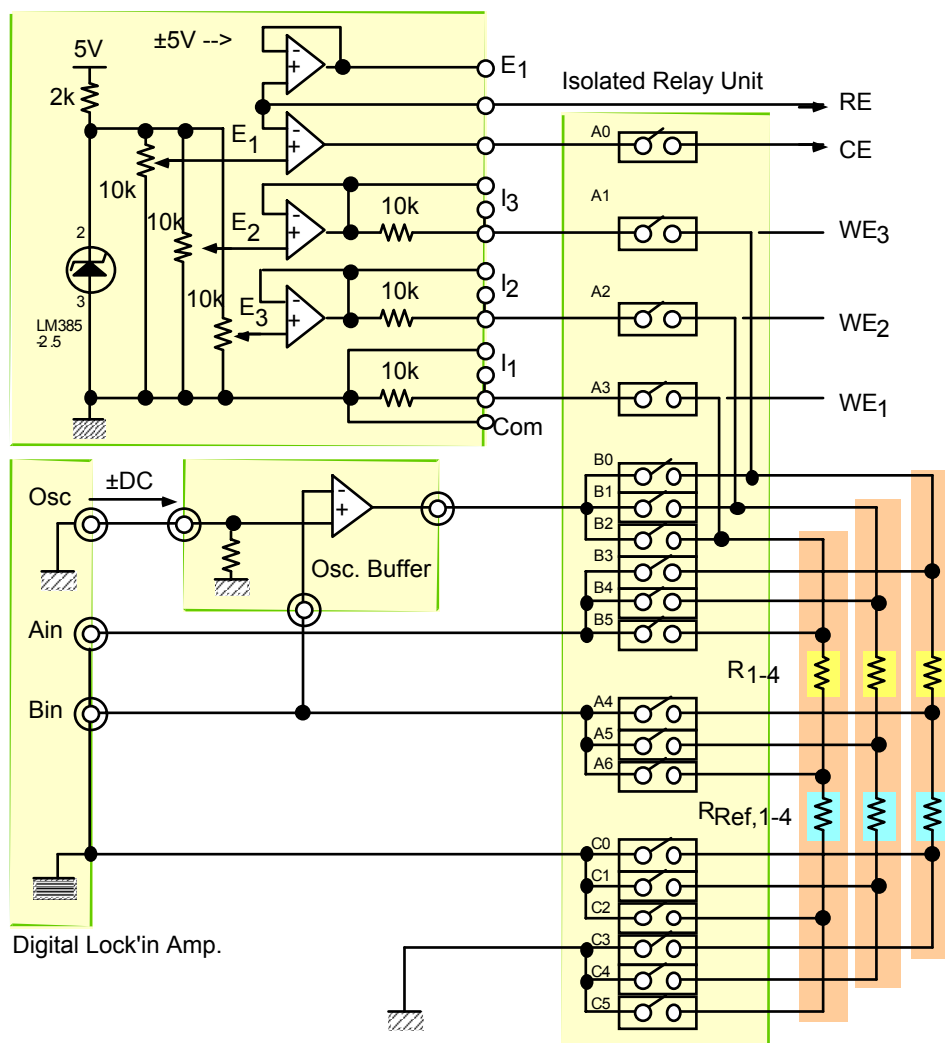 5V
±5V -->
2k
E1
Isolated Relay Unit
RE
E1
A0
CE
10k
I3
10k
A1
10k
E2
WE3
2
I2
10k
A2
10k
E3
WE2
3
LM385
-2.5
I1
10k
A3
WE1
Com
Osc
±DC
B0
B1
B2
Osc. Buffer
B3
B4
B5
Ain
R1-4
Bin
A4
A5
A6
RRef,1-4
C0
C1
C2
Digital Lock'in Amp.
C3
C4
C5